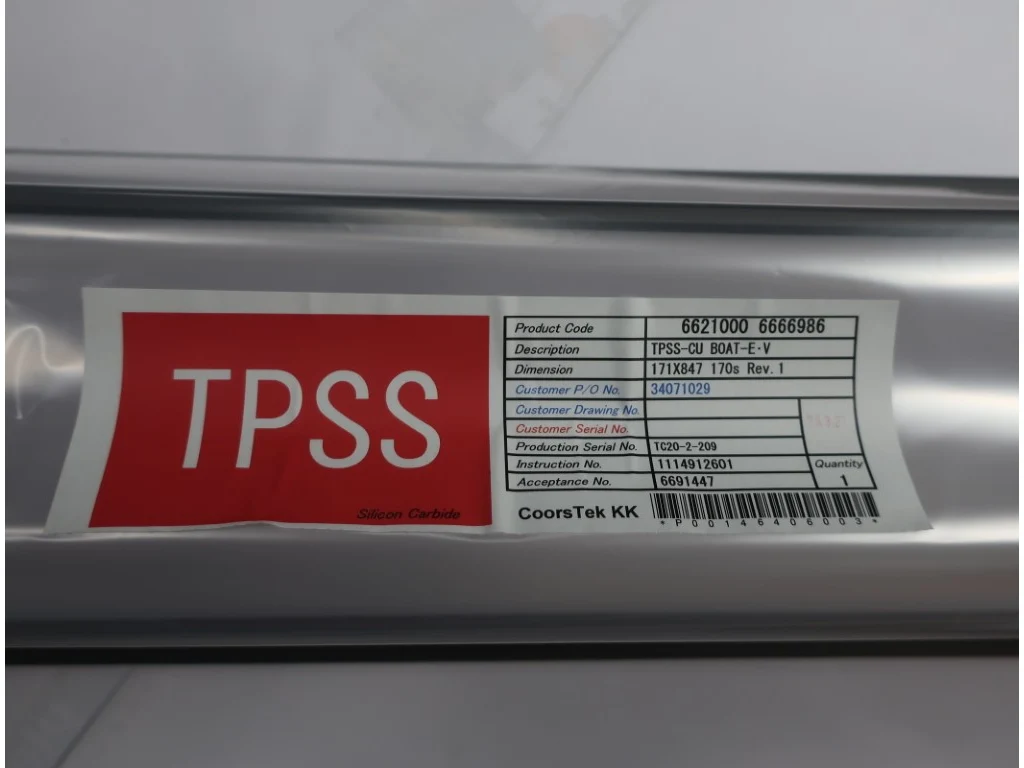 TPSS
Silicon Carbide
Product Code 6621000 6666986
Description TPSS-CU BOAT-E·V
Dimension 171X847 170s Rev.1
Customer P/O No. 34071029
Customer Drawing No.
Customer Serial No.
Production Serial No. TC20-2-209
Instruction No. 1114912601
Quantity
Acceptance No. 6691447
1
CoorsTek KK
*P00146406003*